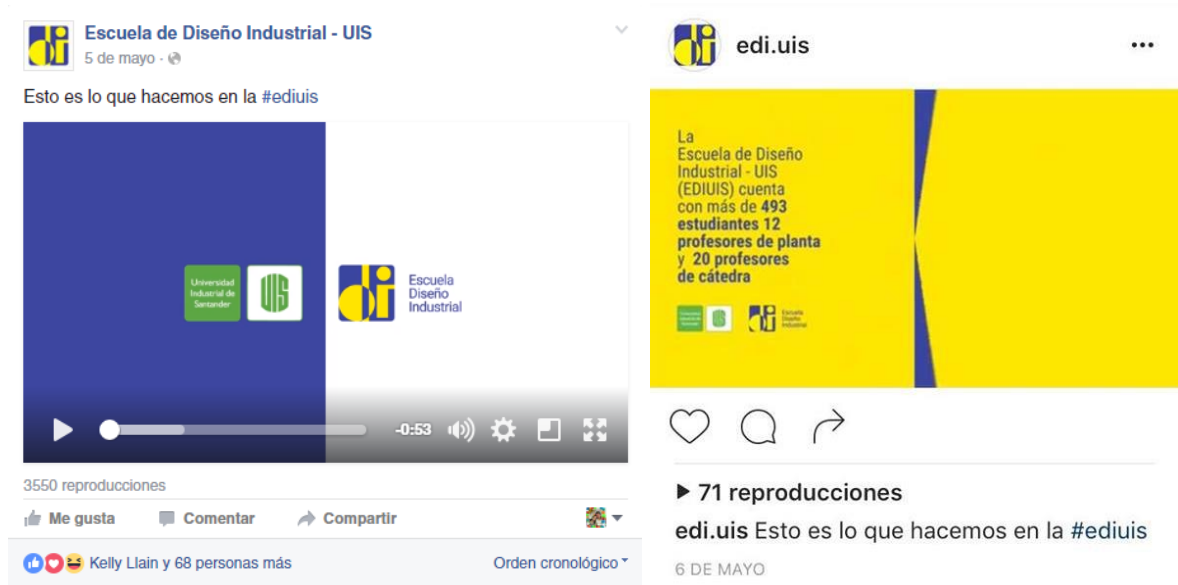 Escuela de Diseño Industrial - UIS
5 de mayo ·
Esto es lo que hacemos en la #ediuis
Universidad
Industrial de
Santander
UIS
di
Escuela
Diseño
Industrial
-0:53
3550 reproducciones
Me gusta
Comentar
Compartir
Kelly Llain y 68 personas más
Orden cronológico
edi.uis
La
Escuela de Diseño
Industrial - UIS
(EDIUIS) cuenta
con más de 493
estudiantes 12
profesores de planta
y 20 profesores
de cátedra
di
Escuela
Diseño
Industrial
71 reproducciones
edi.uis Esto es lo que hacemos en la #ediuis
6 DE MAYO